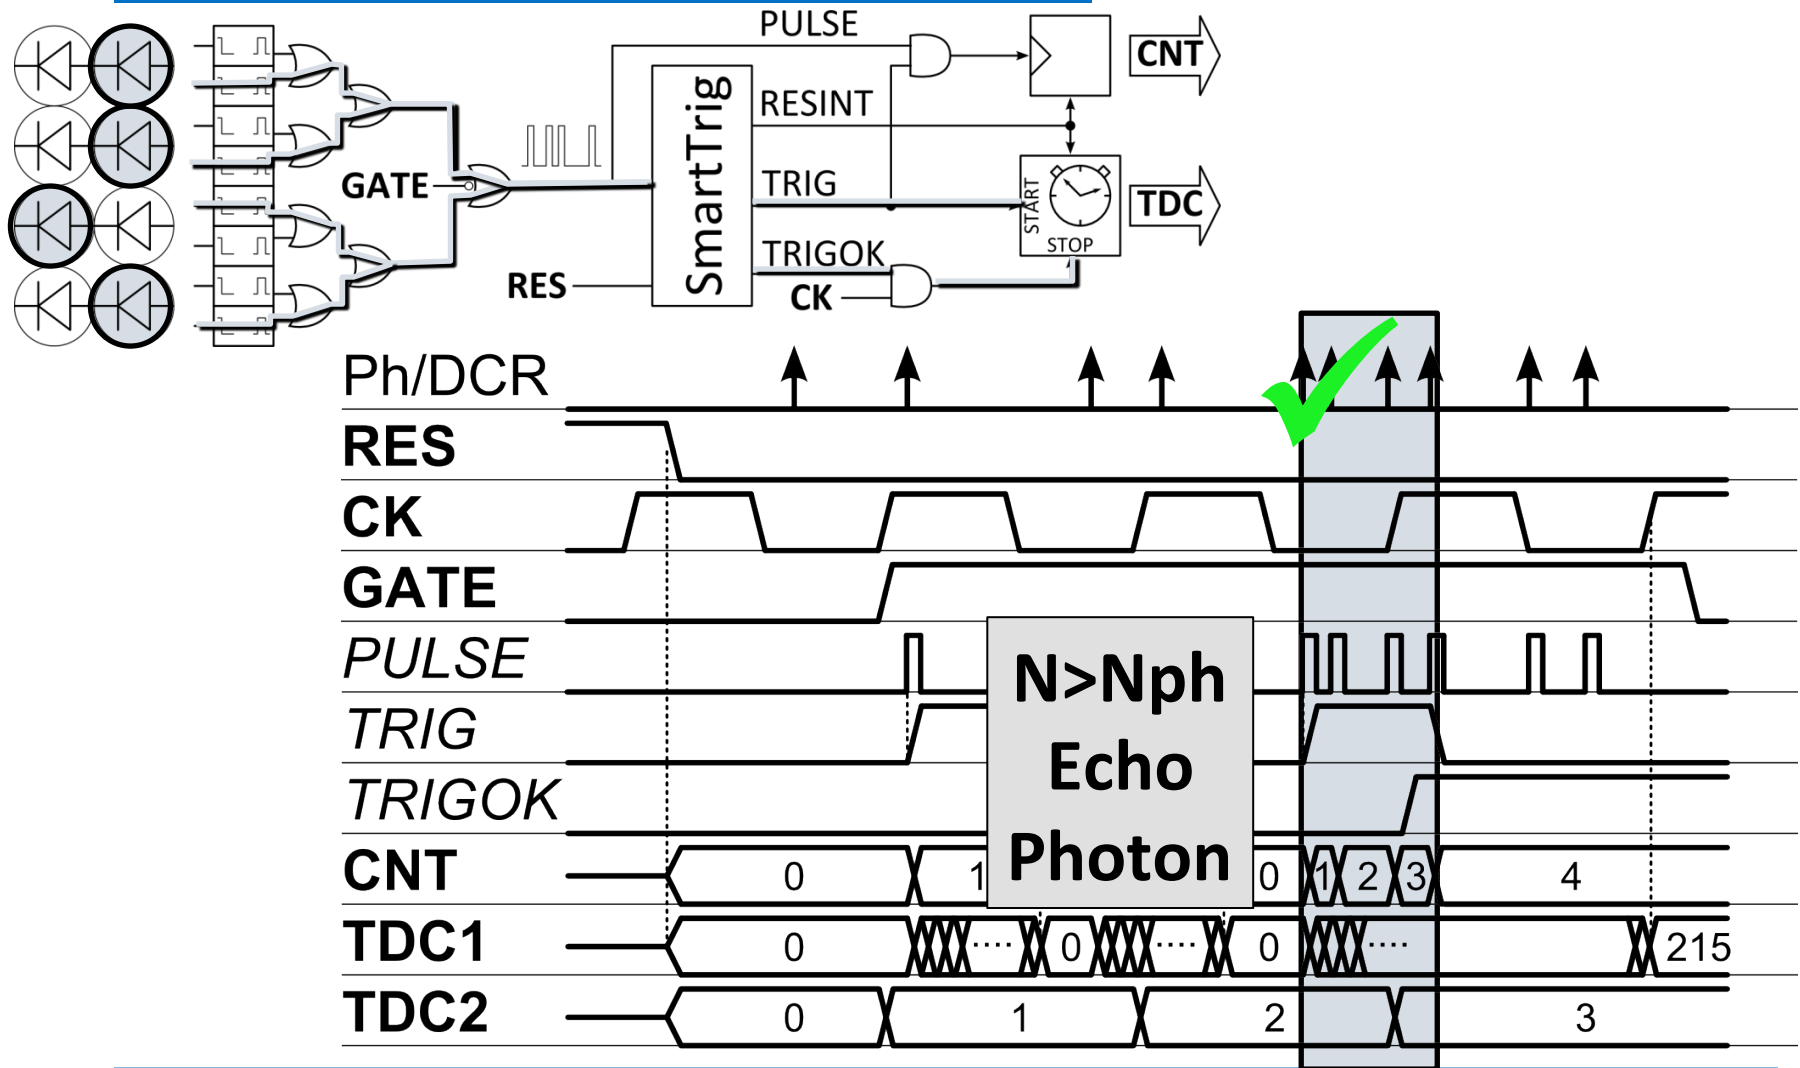 PULSE
CNT
SmartTrig
RESINT
GATE
TRIG
START
STOP
TDC
TRIGOK
RES
CK
Ph/DCR
RES
CK
GATE
PULSE
TRIG
TRIGOK
N>Nph
Echo
Photon
CNT 0 1 0 1 2 3 4
TDC1 0 .... 0 .... 0 .... 215
TDC2 0 1 2 3